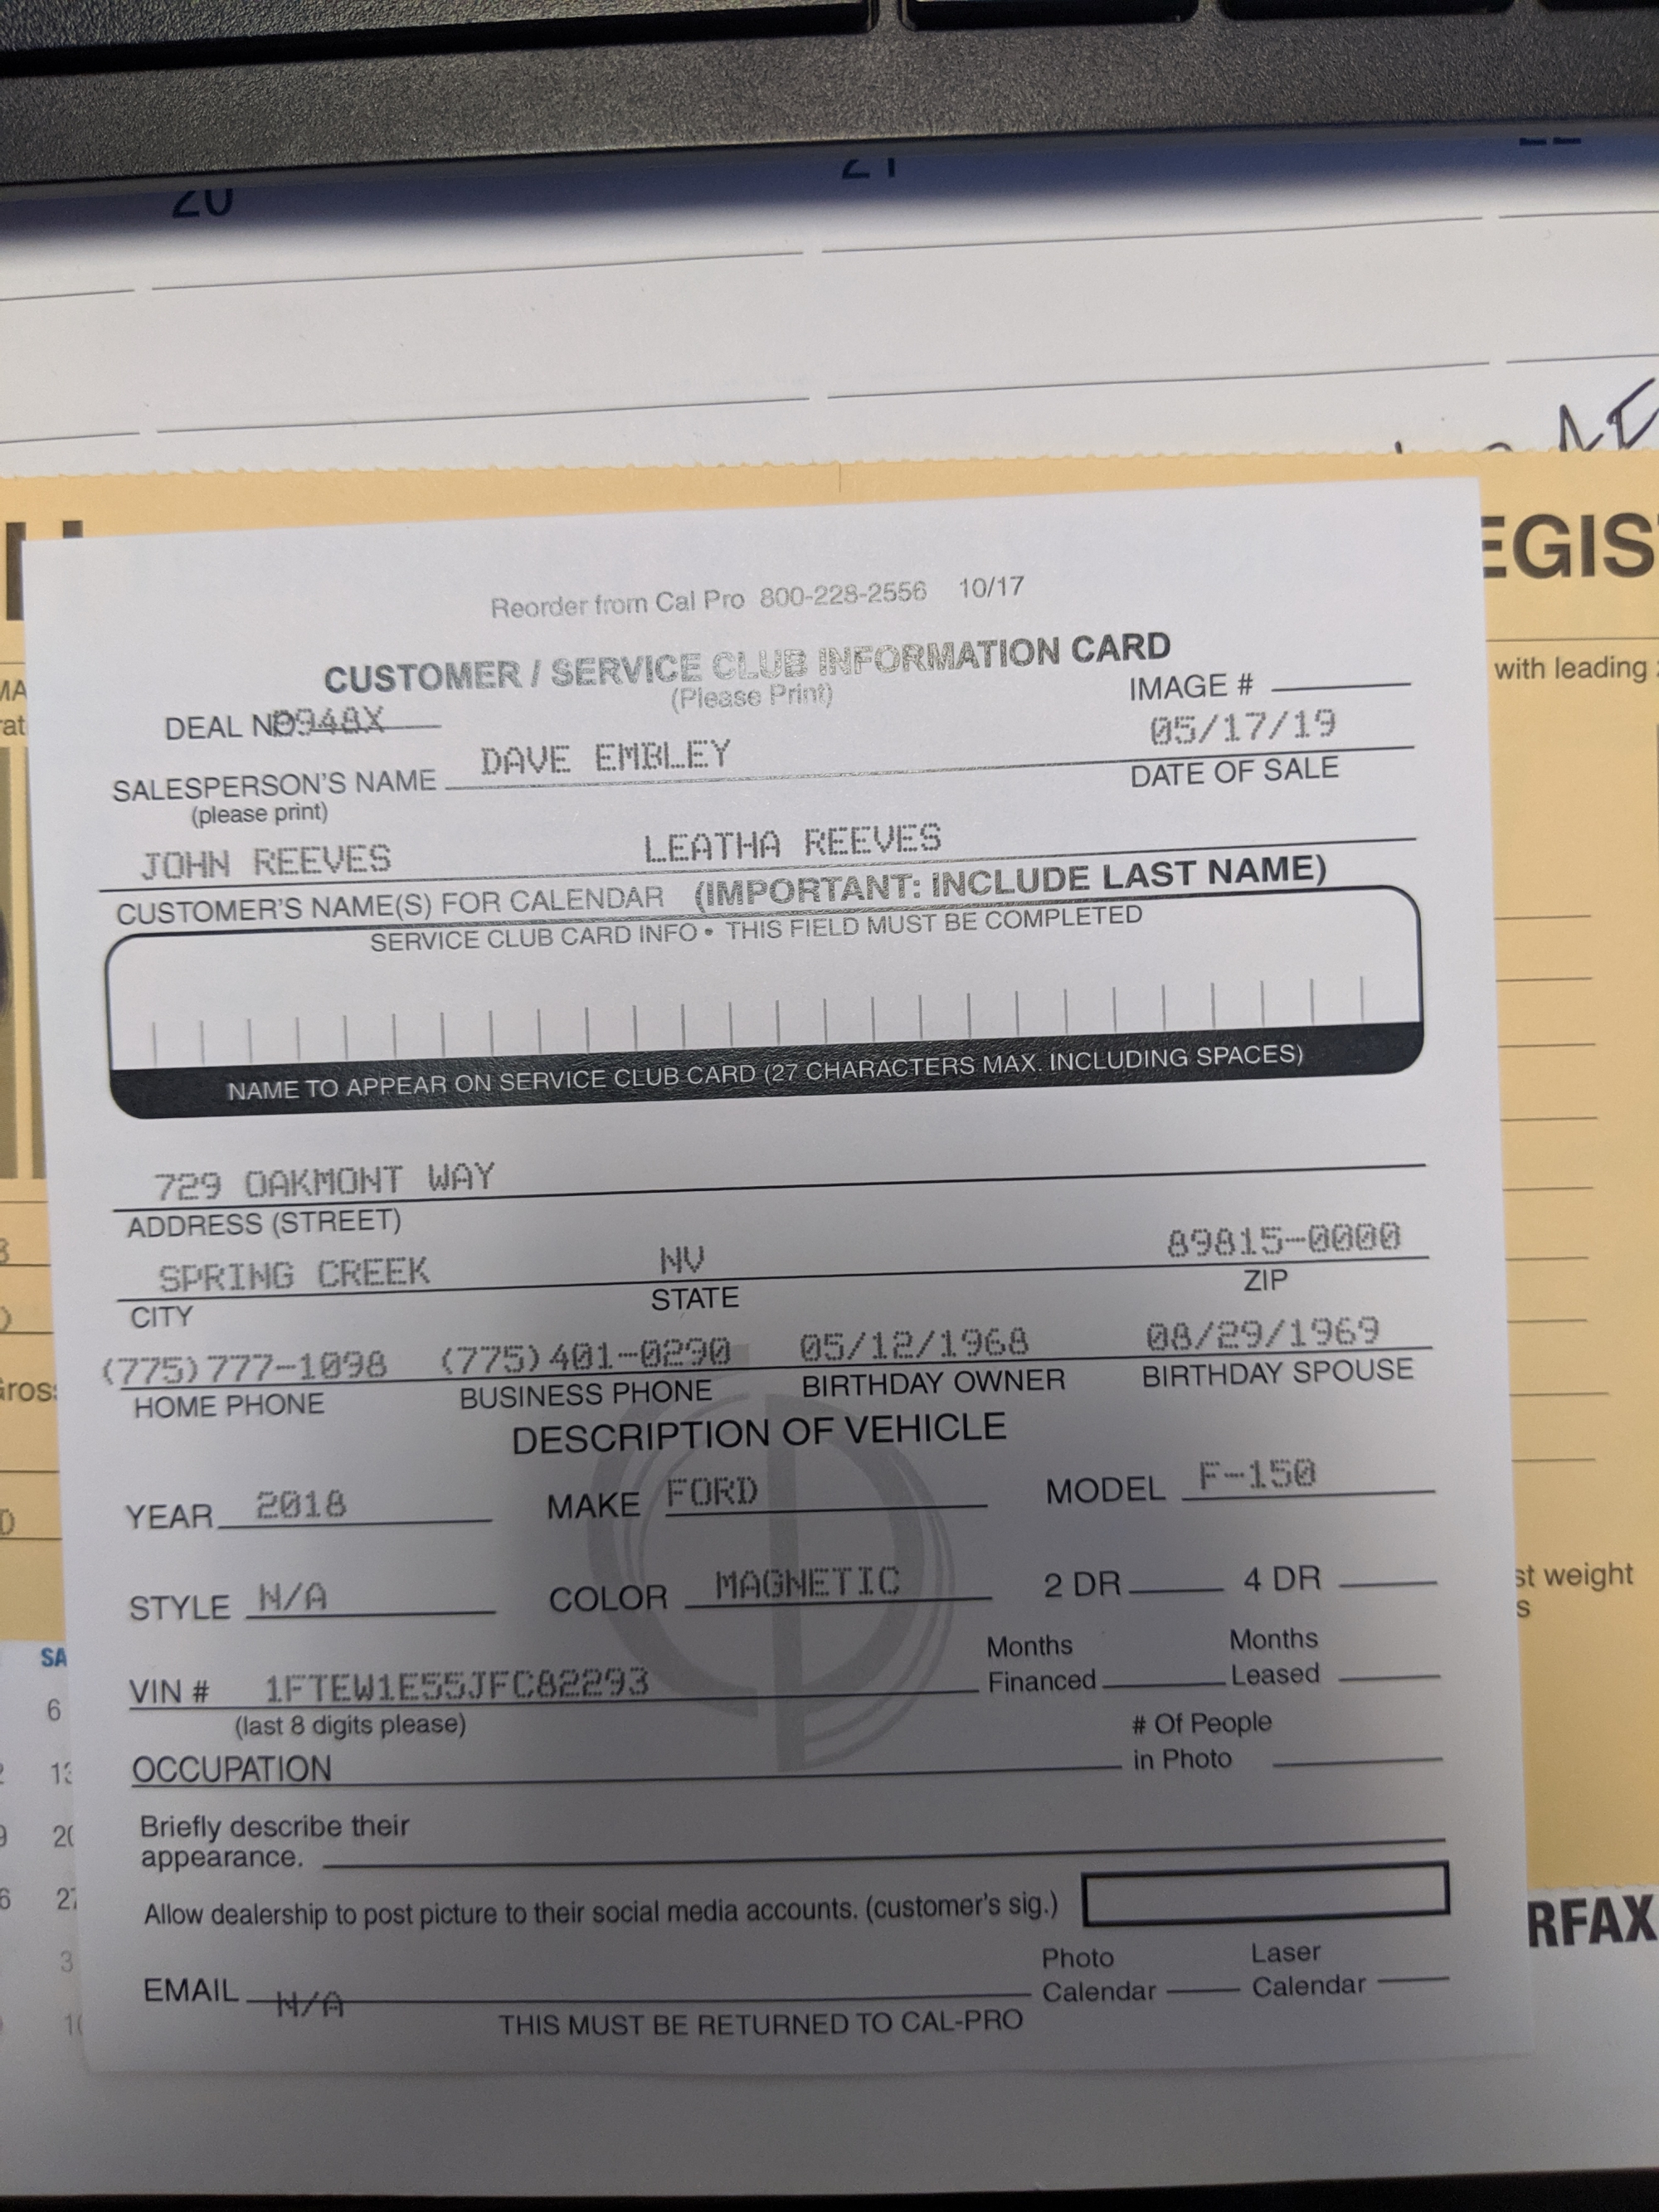 20
21
EGIS
with leading
Reorder from Cal Pro 800-228-2556 10/17
CUSTOMER / SERVICE CLUB INFORMATION CARD
(Please Print)
IMAGE #
DEAL NO
SALESPERSON'S NAME DAVE EMBLEY
(please print)
05/17/19
DATE OF SALE
JOHN REEVES LEATHA REEVES
CUSTOMER'S NAME(S) FOR CALENDAR (IMPORTANT: INCLUDE LAST NAME)
SERVICE CLUB CARD INFO • THIS FIELD MUST BE COMPLETED
NAME TO APPEAR ON SERVICE CLUB CARD (27 CHARACTERS MAX. INCLUDING SPACES)
729 OAKMONT WAY
ADDRESS (STREET)
SPRING CREEK NV 89815-0000
CITY STATE ZIP
(775)777-1098 (775)401-0290 05/12/1968 08/29/1969
HOME PHONE BUSINESS PHONE BIRTHDAY OWNER BIRTHDAY SPOUSE
DESCRIPTION OF VEHICLE
YEAR 2018 MAKE FORD MODEL F-150
STYLE N/A COLOR MAGNETIC 2 DR 4 DR
VIN # 1FTEW1E55JFC82293 Months Financed Months Leased
(last 8 digits please)
OCCUPATION # Of People in Photo
Briefly describe their
appearance.
Allow dealership to post picture to their social media accounts. (customer's sig.)
EMAIL N/A Photo Calendar Laser Calendar
THIS MUST BE RETURNED TO CAL-PRO
st weight
RFAX
SA
6
13
20
27
3